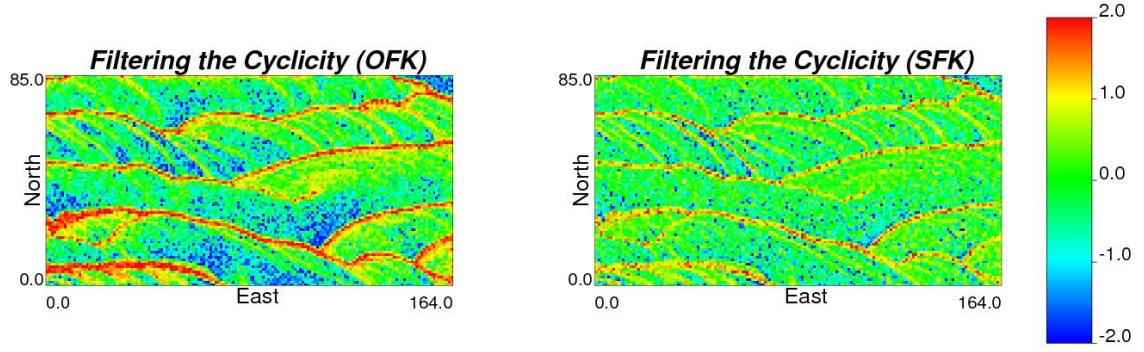 Filtering the Cyclicity (OFK)
85.0
North
0.0
0.0
East
164.0
Filtering the Cyclicity (SFK)
85.0
North
0.0
0.0
East
164.0
2.0
1.0
0.0
-1.0
-2.0